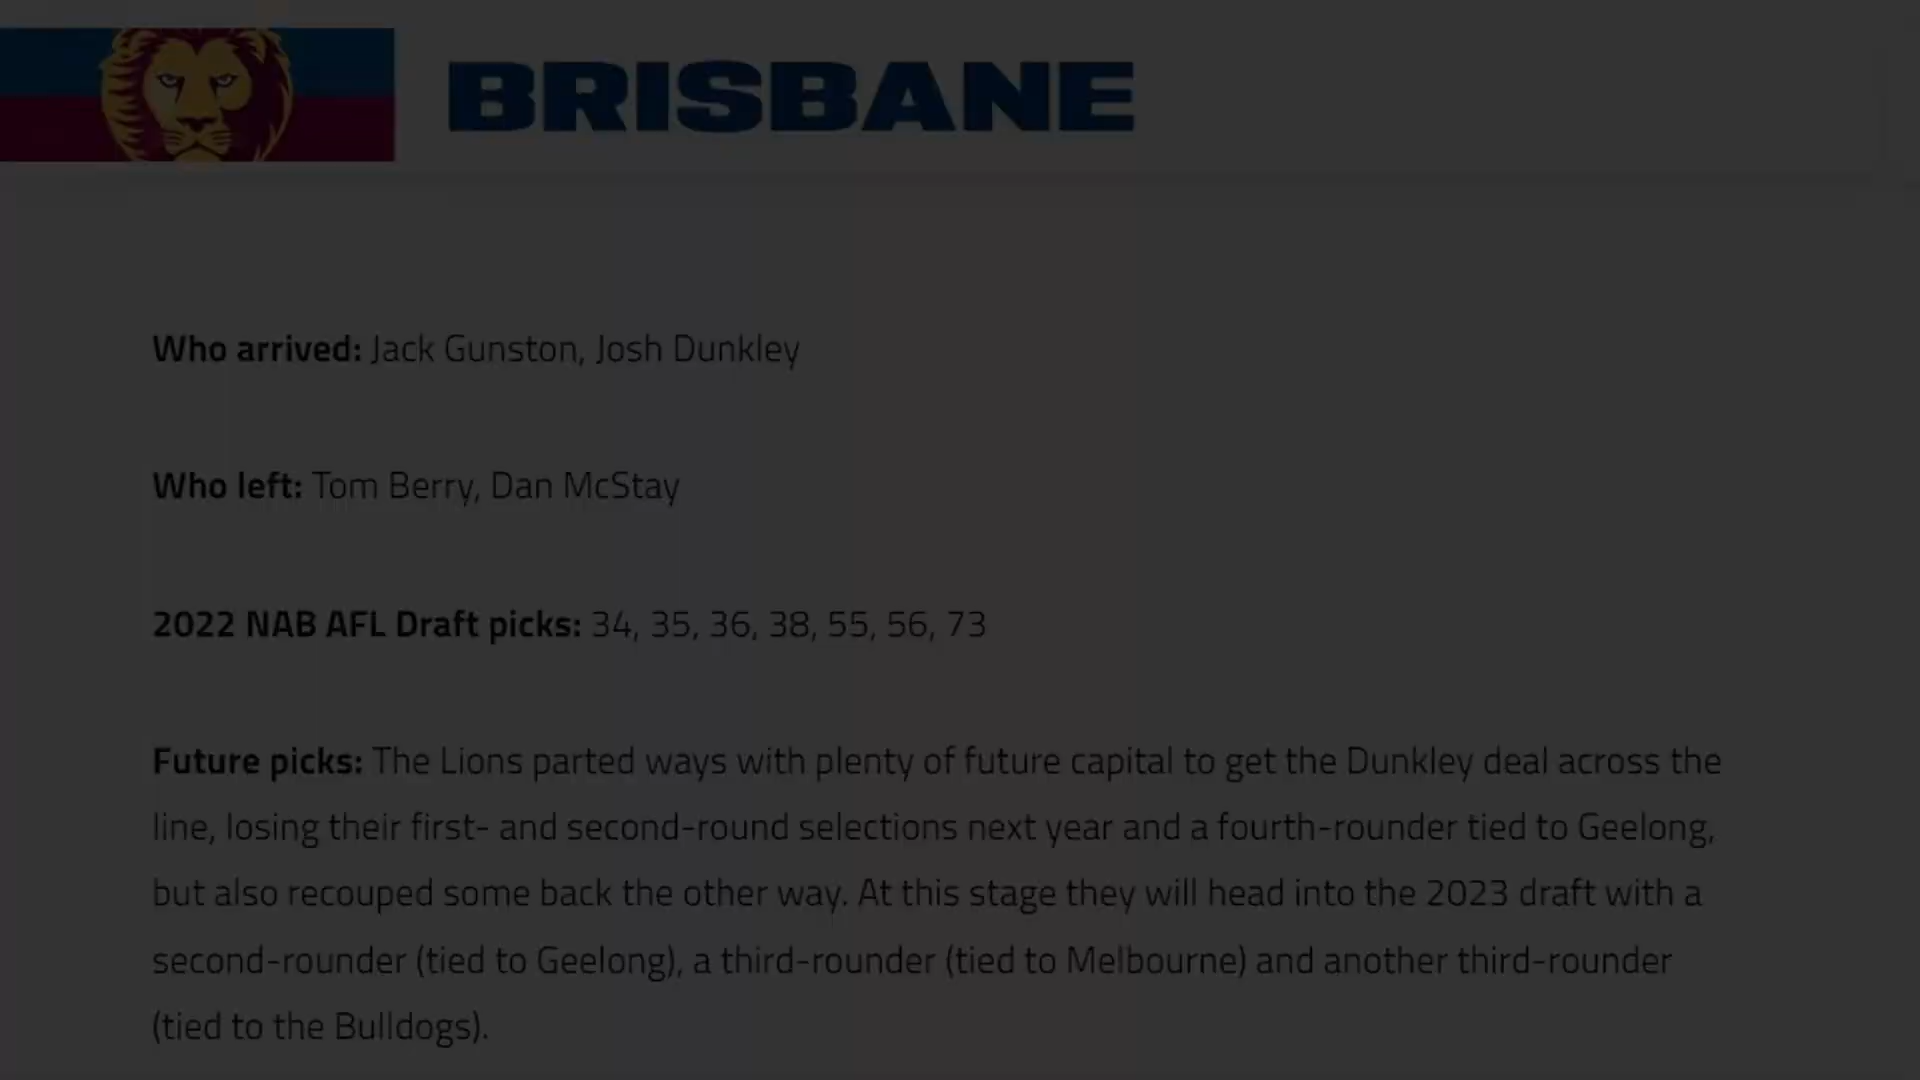 BRISBANE
Who arrived: Jack Gunston, Josh Dunkley
Who left: Tom Berry, Dan McStay
2022 NAB AFL Draft picks: 34, 35, 36, 38, 55, 56, 73
Future picks: The Lions parted ways with plenty of future capital to get the Dunkley deal across the
line, losing their first- and second-round selections next year and a fourth-rounder tied to Geelong,
but also recouped some back the other way. At this stage they will head into the 2023 draft with a
second-rounder (tied to Geelong), a third-rounder (tied to Melbourne) and another third-rounder
(tied to the Bulldogs).